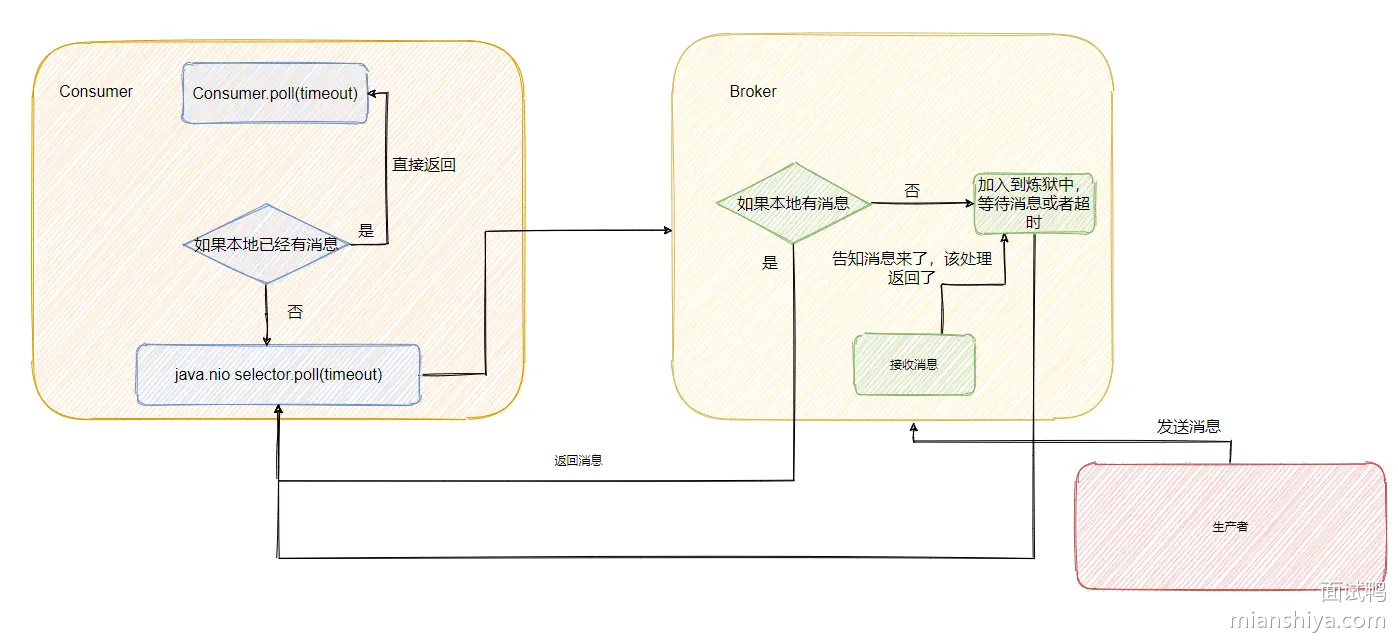 Consumer
Consumer.poll(timeout)
直接返回
如果本地已经有消息
是
否
java.nio selector.poll(timeout)
Broker
如果本地有消息
否
加入到炼狱中，
等待消息或者超
时
是
告知消息来了，该处理
返回了
接收消息
返回消息
发送消息
生产者
面试鸭
mianshiya.com